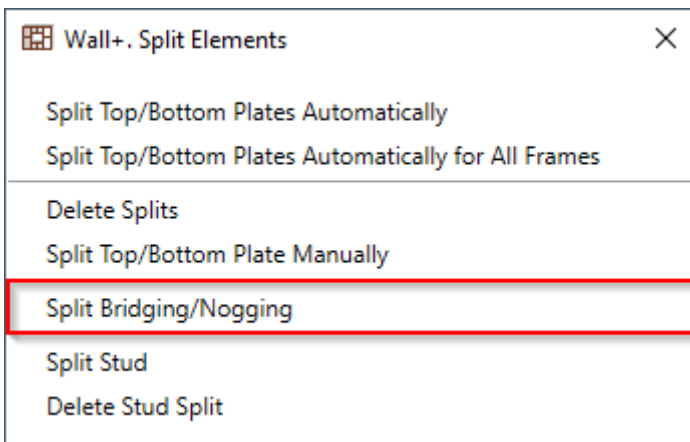 Wall+. Split Elements
Split Top/Bottom Plates Automatically
Split Top/Bottom Plates Automatically for All Frames
Delete Splits
Split Top/Bottom Plate Manually
Split Bridging/Nogging
Split Stud
Delete Stud Split